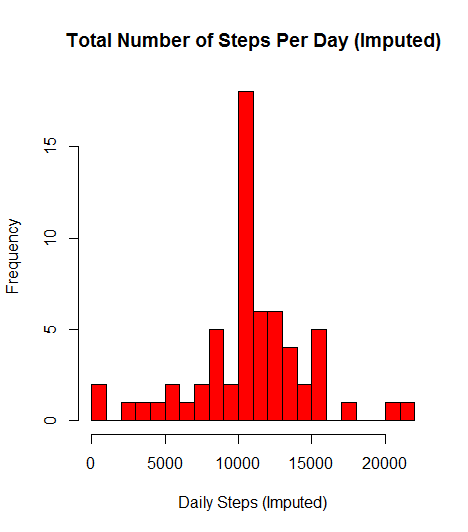 Total Number of Steps Per Day (Imputed)
15
10
5
0
Frequency
0 5000 10000 15000 20000
Daily Steps (Imputed)